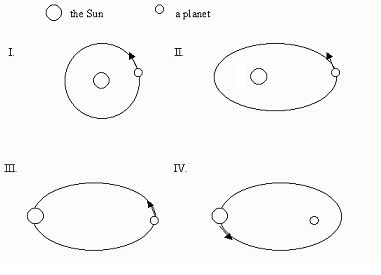 the Sun a planet
I. II.
III. IV.